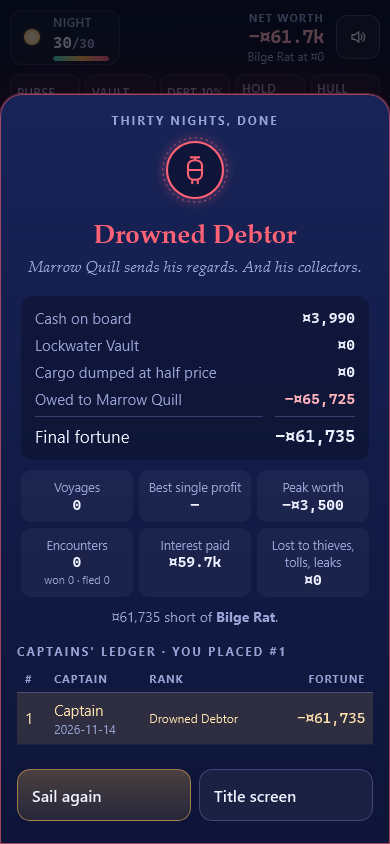 NIGHT
30/30
NET WORTH
−¤61.7k
Bilge Rat at ¤0
PURSE VAULT DEBT 10% HOLD HULL
THIRTY NIGHTS, DONE
Drowned Debtor
Marrow Quill sends his regards. And his collectors.
Cash on board ¤3,990
Lockwater Vault ¤0
Cargo dumped at half price ¤0
Owed to Marrow Quill −¤65,725
Final fortune −¤61,735
Voyages
0
Best single profit
—
Peak worth
−¤3,500
Encounters
0
won 0 · fled 0
Interest paid
¤59.7k
Lost to thieves,
tolls, leaks
¤0
¤61,735 short of Bilge Rat.
CAPTAINS' LEDGER · YOU PLACED #1
# CAPTAIN RANK FORTUNE
1 Captain Drowned Debtor −¤61,735
2026-11-14
Sail again
Title screen